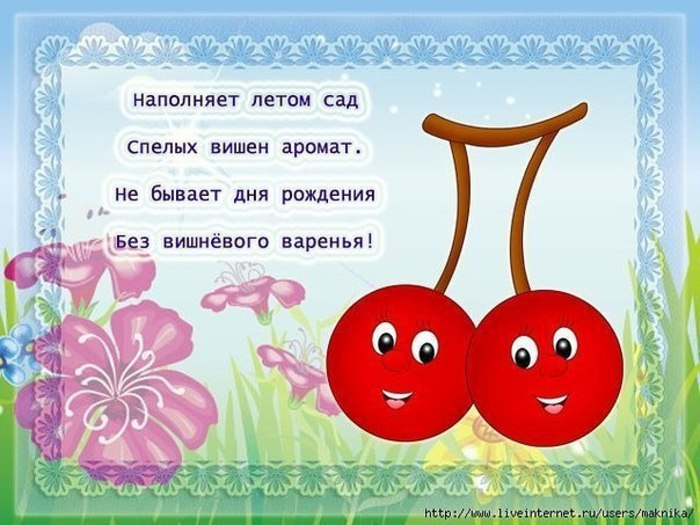 Наполняет летом сад
Спелых вишен аромат.
Не бывает дня рождения
Без вишнёвого варенья!
http://www.liveinternet.ru/users/maknika/